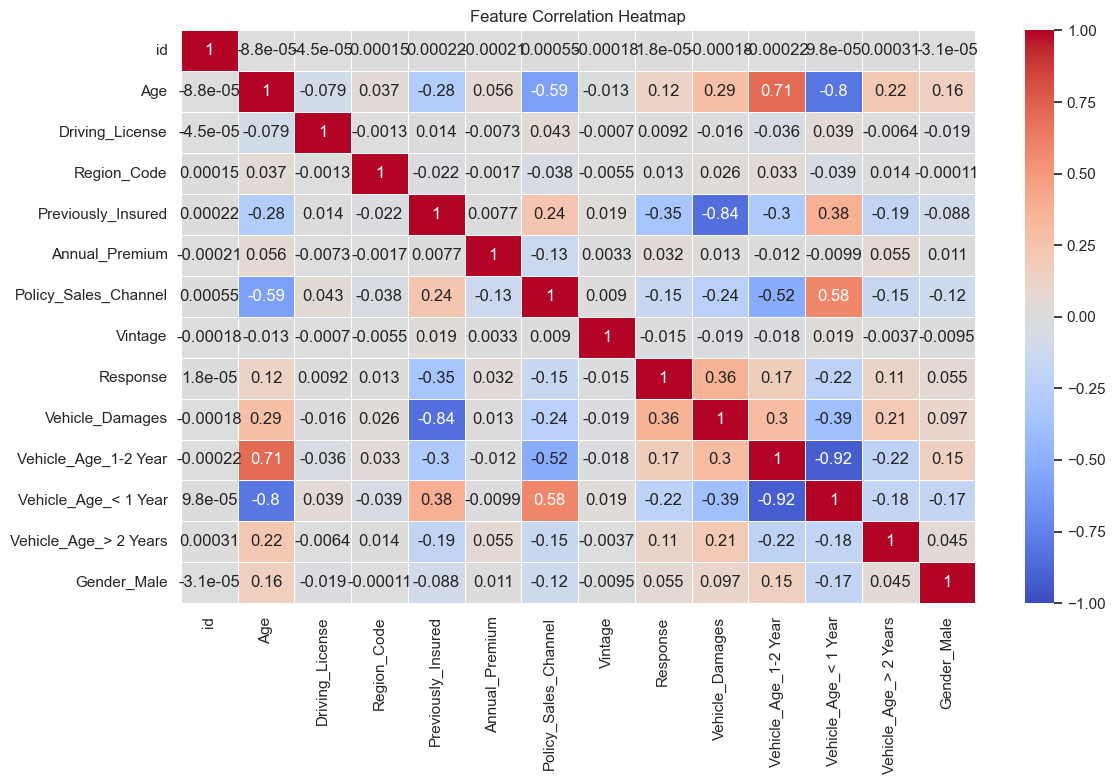 Feature Correlation Heatmap
id 1 -8.8e-05 -4.5e-05 0.00015 0.00022 -0.00021 0.00055 -0.00018 1.8e-05 -0.00018 -0.00022 9.8e-05 0.00031 -3.1e-05
Age -8.8e-05 1 -0.079 0.037 -0.28 0.056 -0.59 -0.013 0.12 0.29 0.71 -0.8 0.22 0.16
Driving_License -4.5e-05 -0.079 1 -0.0013 0.014 -0.0073 0.043 -0.0007 0.0092 -0.016 -0.036 0.039 -0.0064 -0.019
Region_Code 0.00015 0.037 -0.0013 1 -0.022 -0.0017 -0.038 -0.0055 0.013 0.026 0.033 -0.039 0.014 -0.00011
Previously_Insured 0.00022 -0.28 0.014 -0.022 1 0.0077 0.24 0.019 -0.35 -0.84 -0.3 0.38 -0.19 -0.088
Annual_Premium -0.00021 0.056 -0.0073 -0.0017 0.0077 1 -0.13 0.0033 0.032 0.013 -0.012 -0.0099 0.055 0.011
Policy_Sales_Channel 0.00055 -0.59 0.043 -0.038 0.24 -0.13 1 0.009 -0.15 -0.24 -0.52 0.58 -0.15 -0.12
Vintage -0.00018 -0.013 -0.0007 -0.0055 0.019 0.0033 0.009 1 -0.015 -0.019 -0.018 0.019 -0.0037 -0.0095
Response 1.8e-05 0.12 0.0092 0.013 -0.35 0.032 -0.15 -0.015 1 0.36 0.17 -0.22 0.11 0.055
Vehicle_Damages -0.00018 0.29 -0.016 0.026 -0.84 0.013 -0.24 -0.019 0.36 1 0.3 -0.39 0.21 0.097
Vehicle_Age_1-2 Year -0.00022 0.71 -0.036 0.033 -0.3 -0.012 -0.52 -0.018 0.17 0.3 1 -0.92 -0.22 0.15
Vehicle_Age_< 1 Year 9.8e-05 -0.8 0.039 -0.039 0.38 -0.0099 0.58 0.019 -0.22 -0.39 -0.92 1 -0.18 -0.17
Vehicle_Age_> 2 Years 0.00031 0.22 -0.0064 0.014 -0.19 0.055 -0.15 -0.0037 0.11 0.21 -0.22 -0.18 1 0.045
Gender_Male -3.1e-05 0.16 -0.019 -0.00011 -0.088 0.011 -0.12 -0.0095 0.055 0.097 0.15 -0.17 0.045 1
id
Age
Driving_License
Region_Code
Previously_Insured
Annual_Premium
Policy_Sales_Channel
Vintage
Response
Vehicle_Damages
Vehicle_Age_1-2 Year
Vehicle_Age_< 1 Year
Vehicle_Age_> 2 Years
Gender_Male
1.00
0.75
0.50
0.25
0.00
−0.25
−0.50
−0.75
−1.00